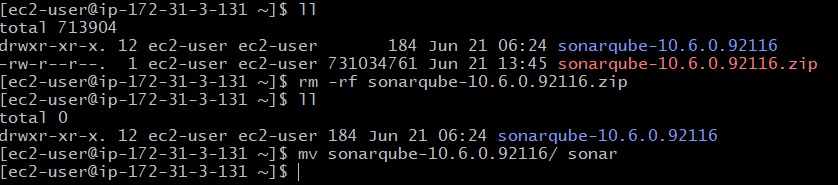 [ec2-user@ip-172-31-3-131 ~]$ ll
total 713904
drwxr-xr-x. 12 ec2-user ec2-user       184 Jun 21 06:24 sonarqube-10.6.0.92116
-rw-r--r--.  1 ec2-user ec2-user 731034761 Jun 21 13:45 sonarqube-10.6.0.92116.zip
[ec2-user@ip-172-31-3-131 ~]$ rm -rf sonarqube-10.6.0.92116.zip
[ec2-user@ip-172-31-3-131 ~]$ ll
total 0
drwxr-xr-x. 12 ec2-user ec2-user 184 Jun 21 06:24 sonarqube-10.6.0.92116
[ec2-user@ip-172-31-3-131 ~]$ mv sonarqube-10.6.0.92116/ sonar
[ec2-user@ip-172-31-3-131 ~]$